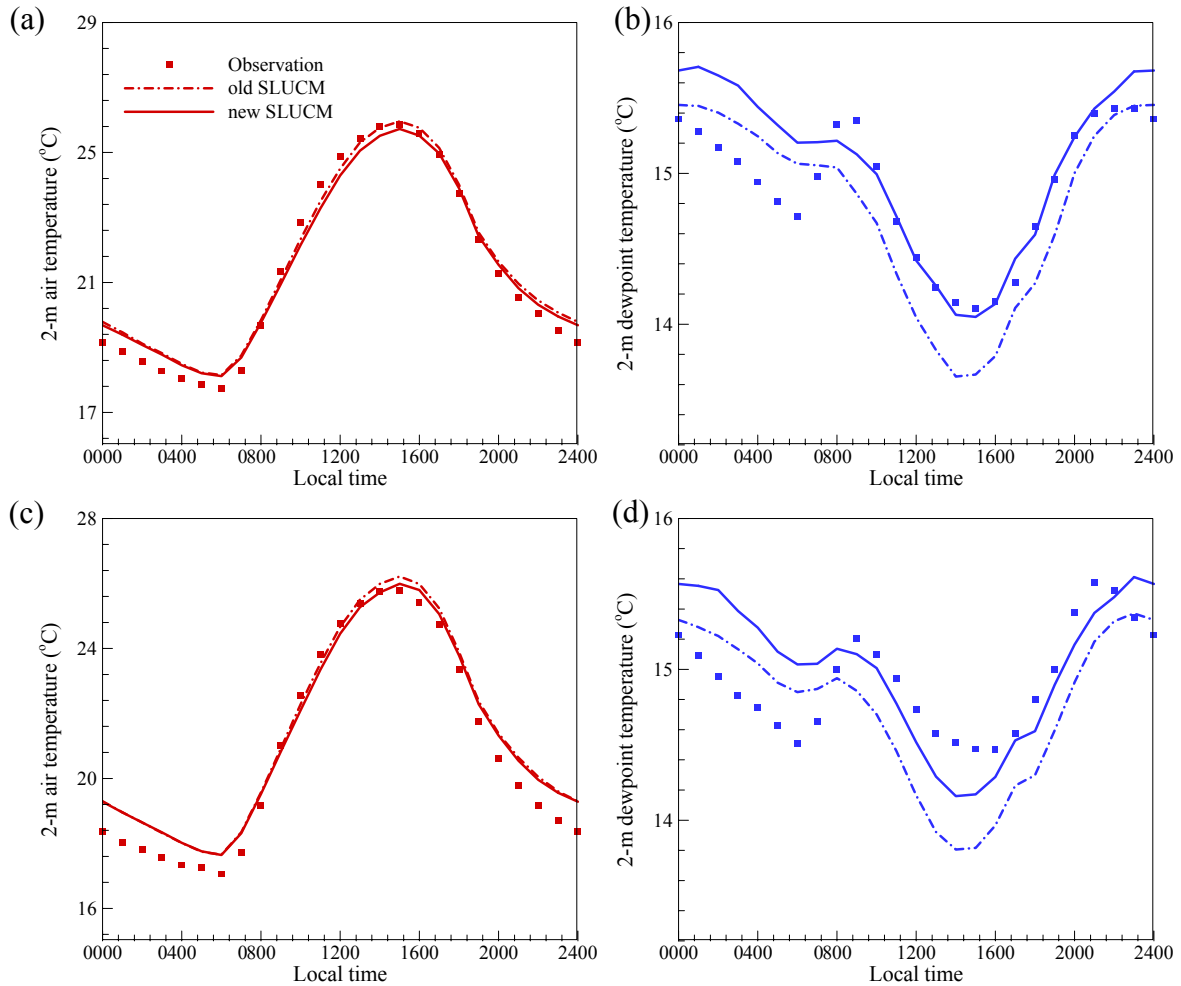 (a)
29
25
21
17
2-m air temperature (°C)
Observation
old SLUCM
new SLUCM
0000 0400 0800 1200 1600 2000 2400
Local time
(b)
16
15
14
2-m dewpoint temperature (°C)
0000 0400 0800 1200 1600 2000 2400
Local time
(c)
28
24
20
16
2-m air temperature (°C)
0000 0400 0800 1200 1600 2000 2400
Local time
(d)
16
15
14
2-m dewpoint temperature (°C)
0000 0400 0800 1200 1600 2000 2400
Local time